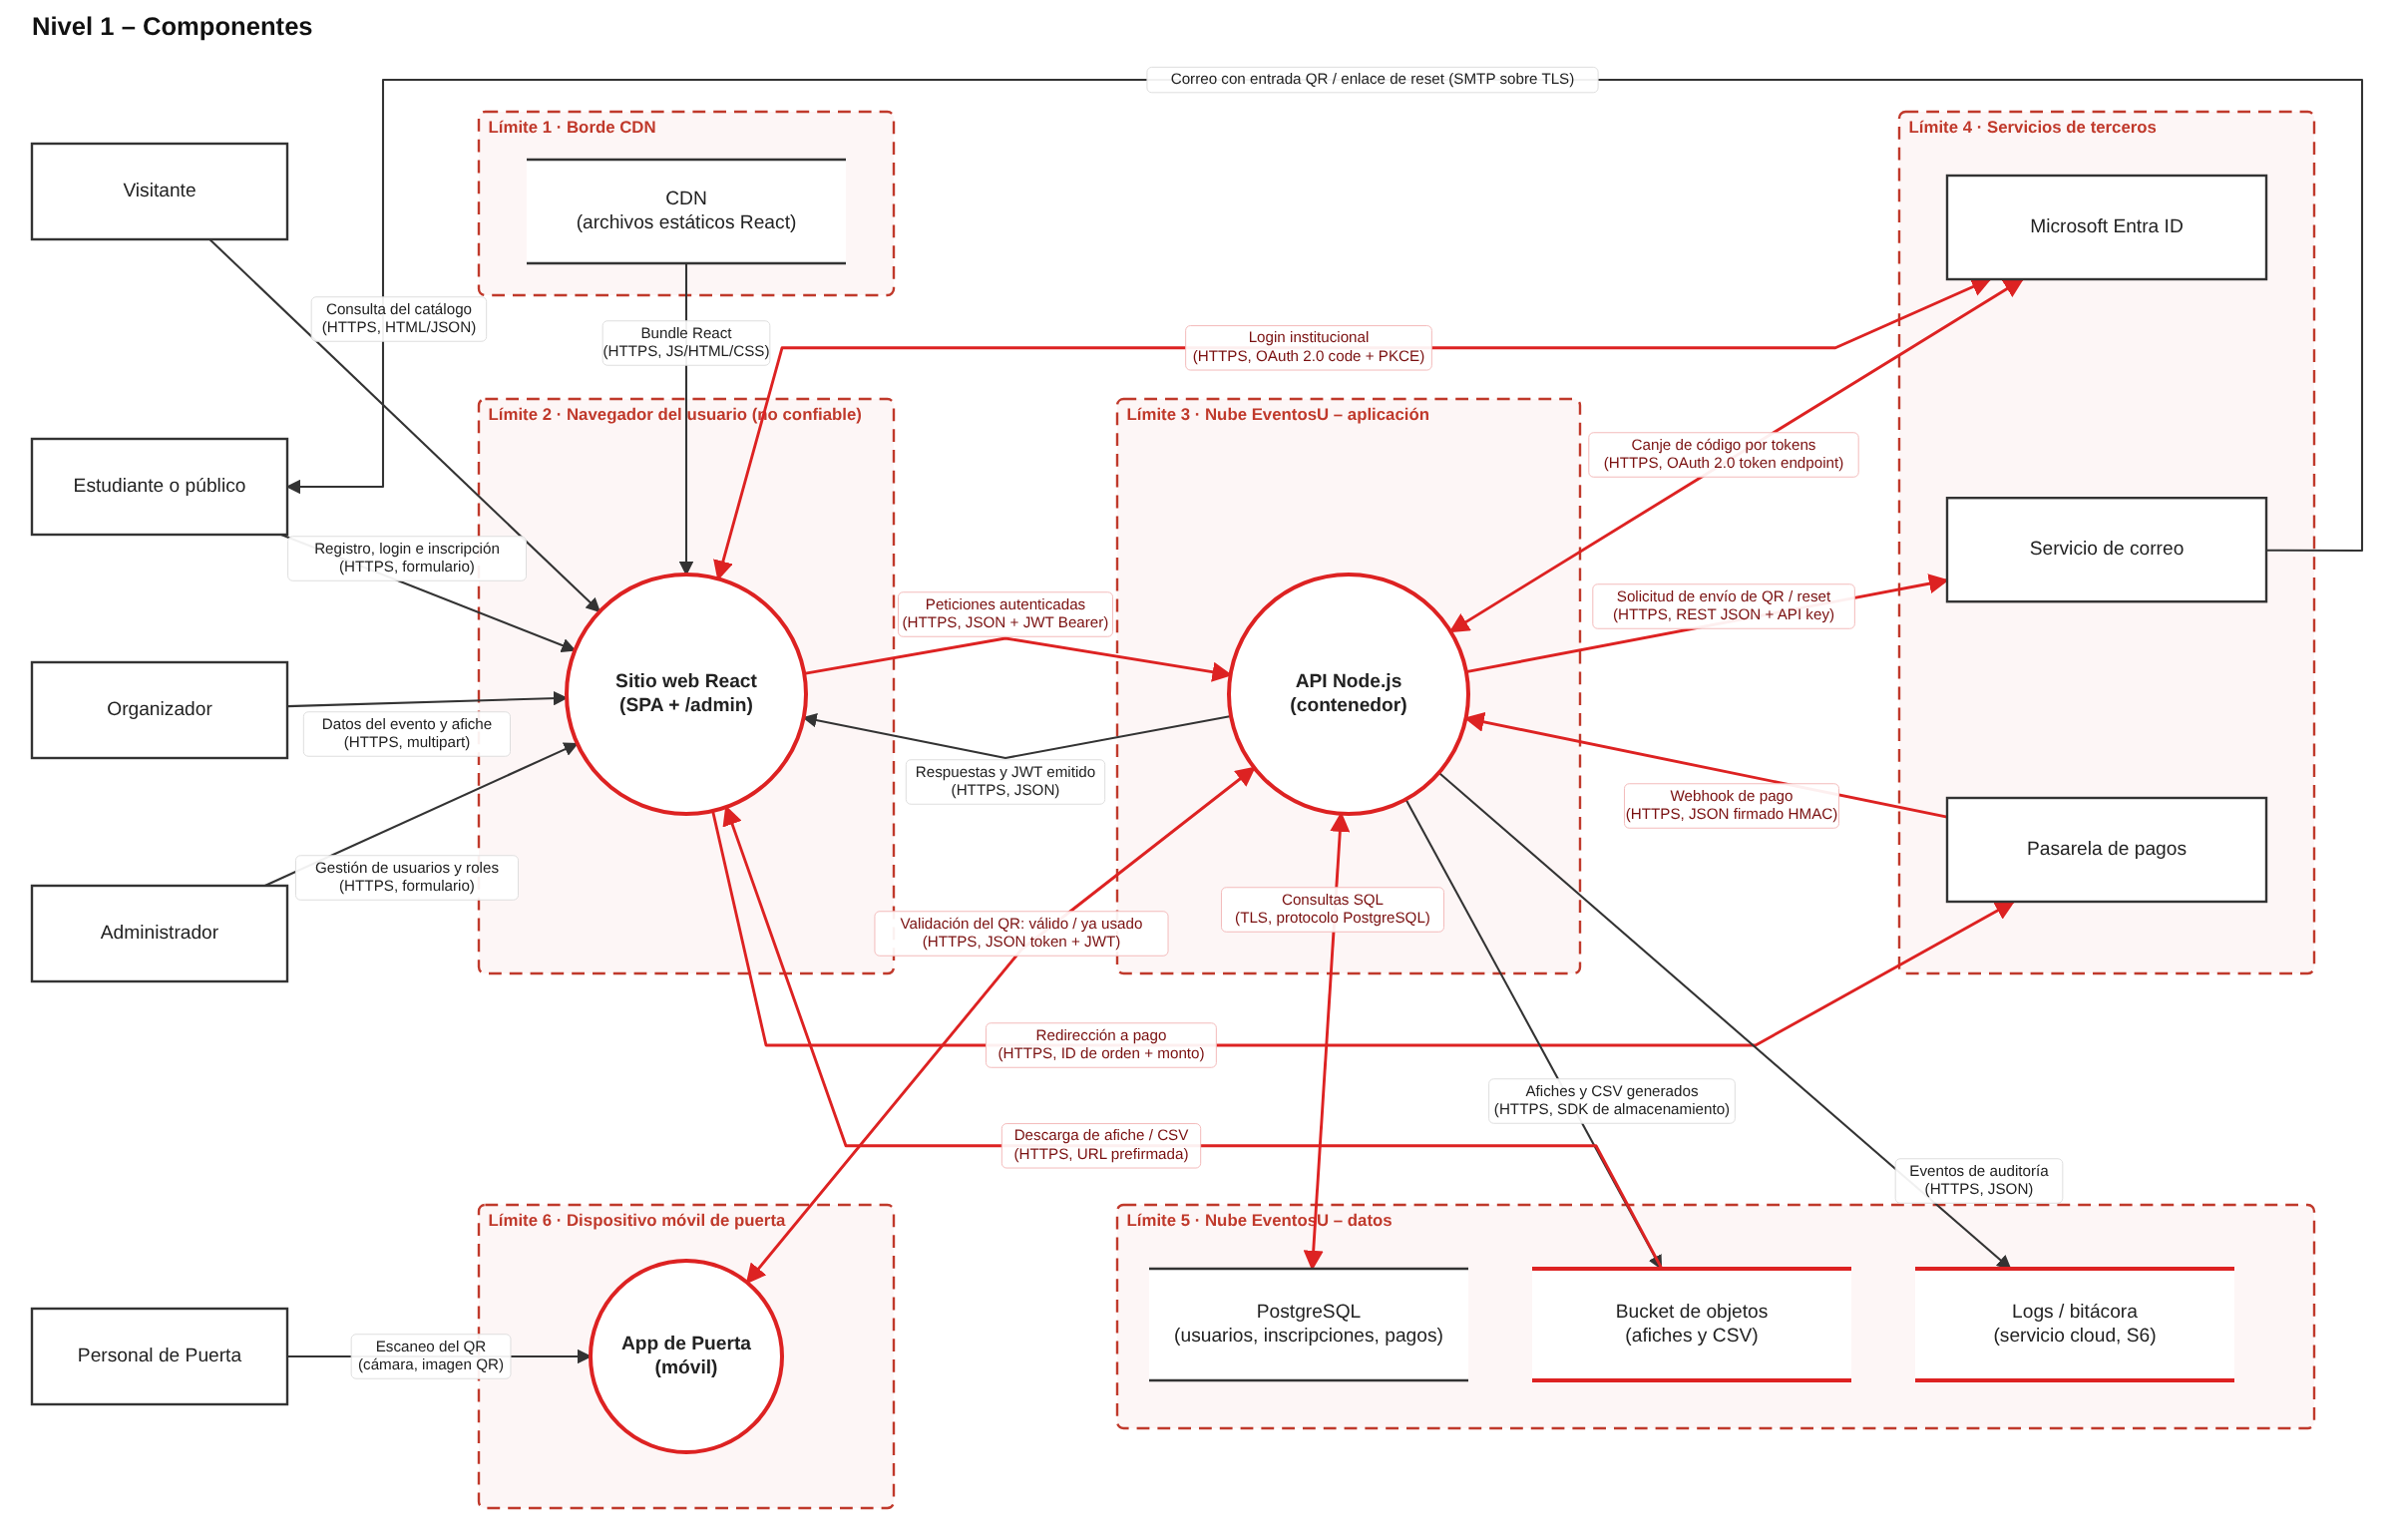 Nivel 1 – Componentes
Correo con entrada QR / enlace de reset (SMTP sobre TLS)
Límite 1 · Borde CDN
CDN
(archivos estáticos React)
Límite 4 · Servicios de terceros
Microsoft Entra ID
Visitante
Consulta del catálogo
(HTTPS, HTML/JSON)
Bundle React
(HTTPS, JS/HTML/CSS)
Login institucional
(HTTPS, OAuth 2.0 code + PKCE)
Límite 2 · Navegador del usuario (no confiable)
Límite 3 · Nube EventosU – aplicación
Canje de código por tokens
(HTTPS, OAuth 2.0 token endpoint)
Estudiante o público
Registro, login e inscripción
(HTTPS, formulario)
Servicio de correo
Peticiones autenticadas
(HTTPS, JSON + JWT Bearer)
Solicitud de envío de QR / reset
(HTTPS, REST JSON + API key)
Organizador
Datos del evento y afiche
(HTTPS, multipart)
Sitio web React
(SPA + /admin)
API Node.js
(contenedor)
Respuestas y JWT emitido
(HTTPS, JSON)
Webhook de pago
(HTTPS, JSON firmado HMAC)
Pasarela de pagos
Gestión de usuarios y roles
(HTTPS, formulario)
Administrador
Validación del QR: válido / ya usado
(HTTPS, JSON token + JWT)
Consultas SQL
(TLS, protocolo PostgreSQL)
Redirección a pago
(HTTPS, ID de orden + monto)
Afiches y CSV generados
(HTTPS, SDK de almacenamiento)
Descarga de afiche / CSV
(HTTPS, URL prefirmada)
Eventos de auditoría
(HTTPS, JSON)
Límite 6 · Dispositivo móvil de puerta
Límite 5 · Nube EventosU – datos
Personal de Puerta
Escaneo del QR
(cámara, imagen QR)
App de Puerta
(móvil)
PostgreSQL
(usuarios, inscripciones, pagos)
Bucket de objetos
(afiches y CSV)
Logs / bitácora
(servicio cloud, S6)